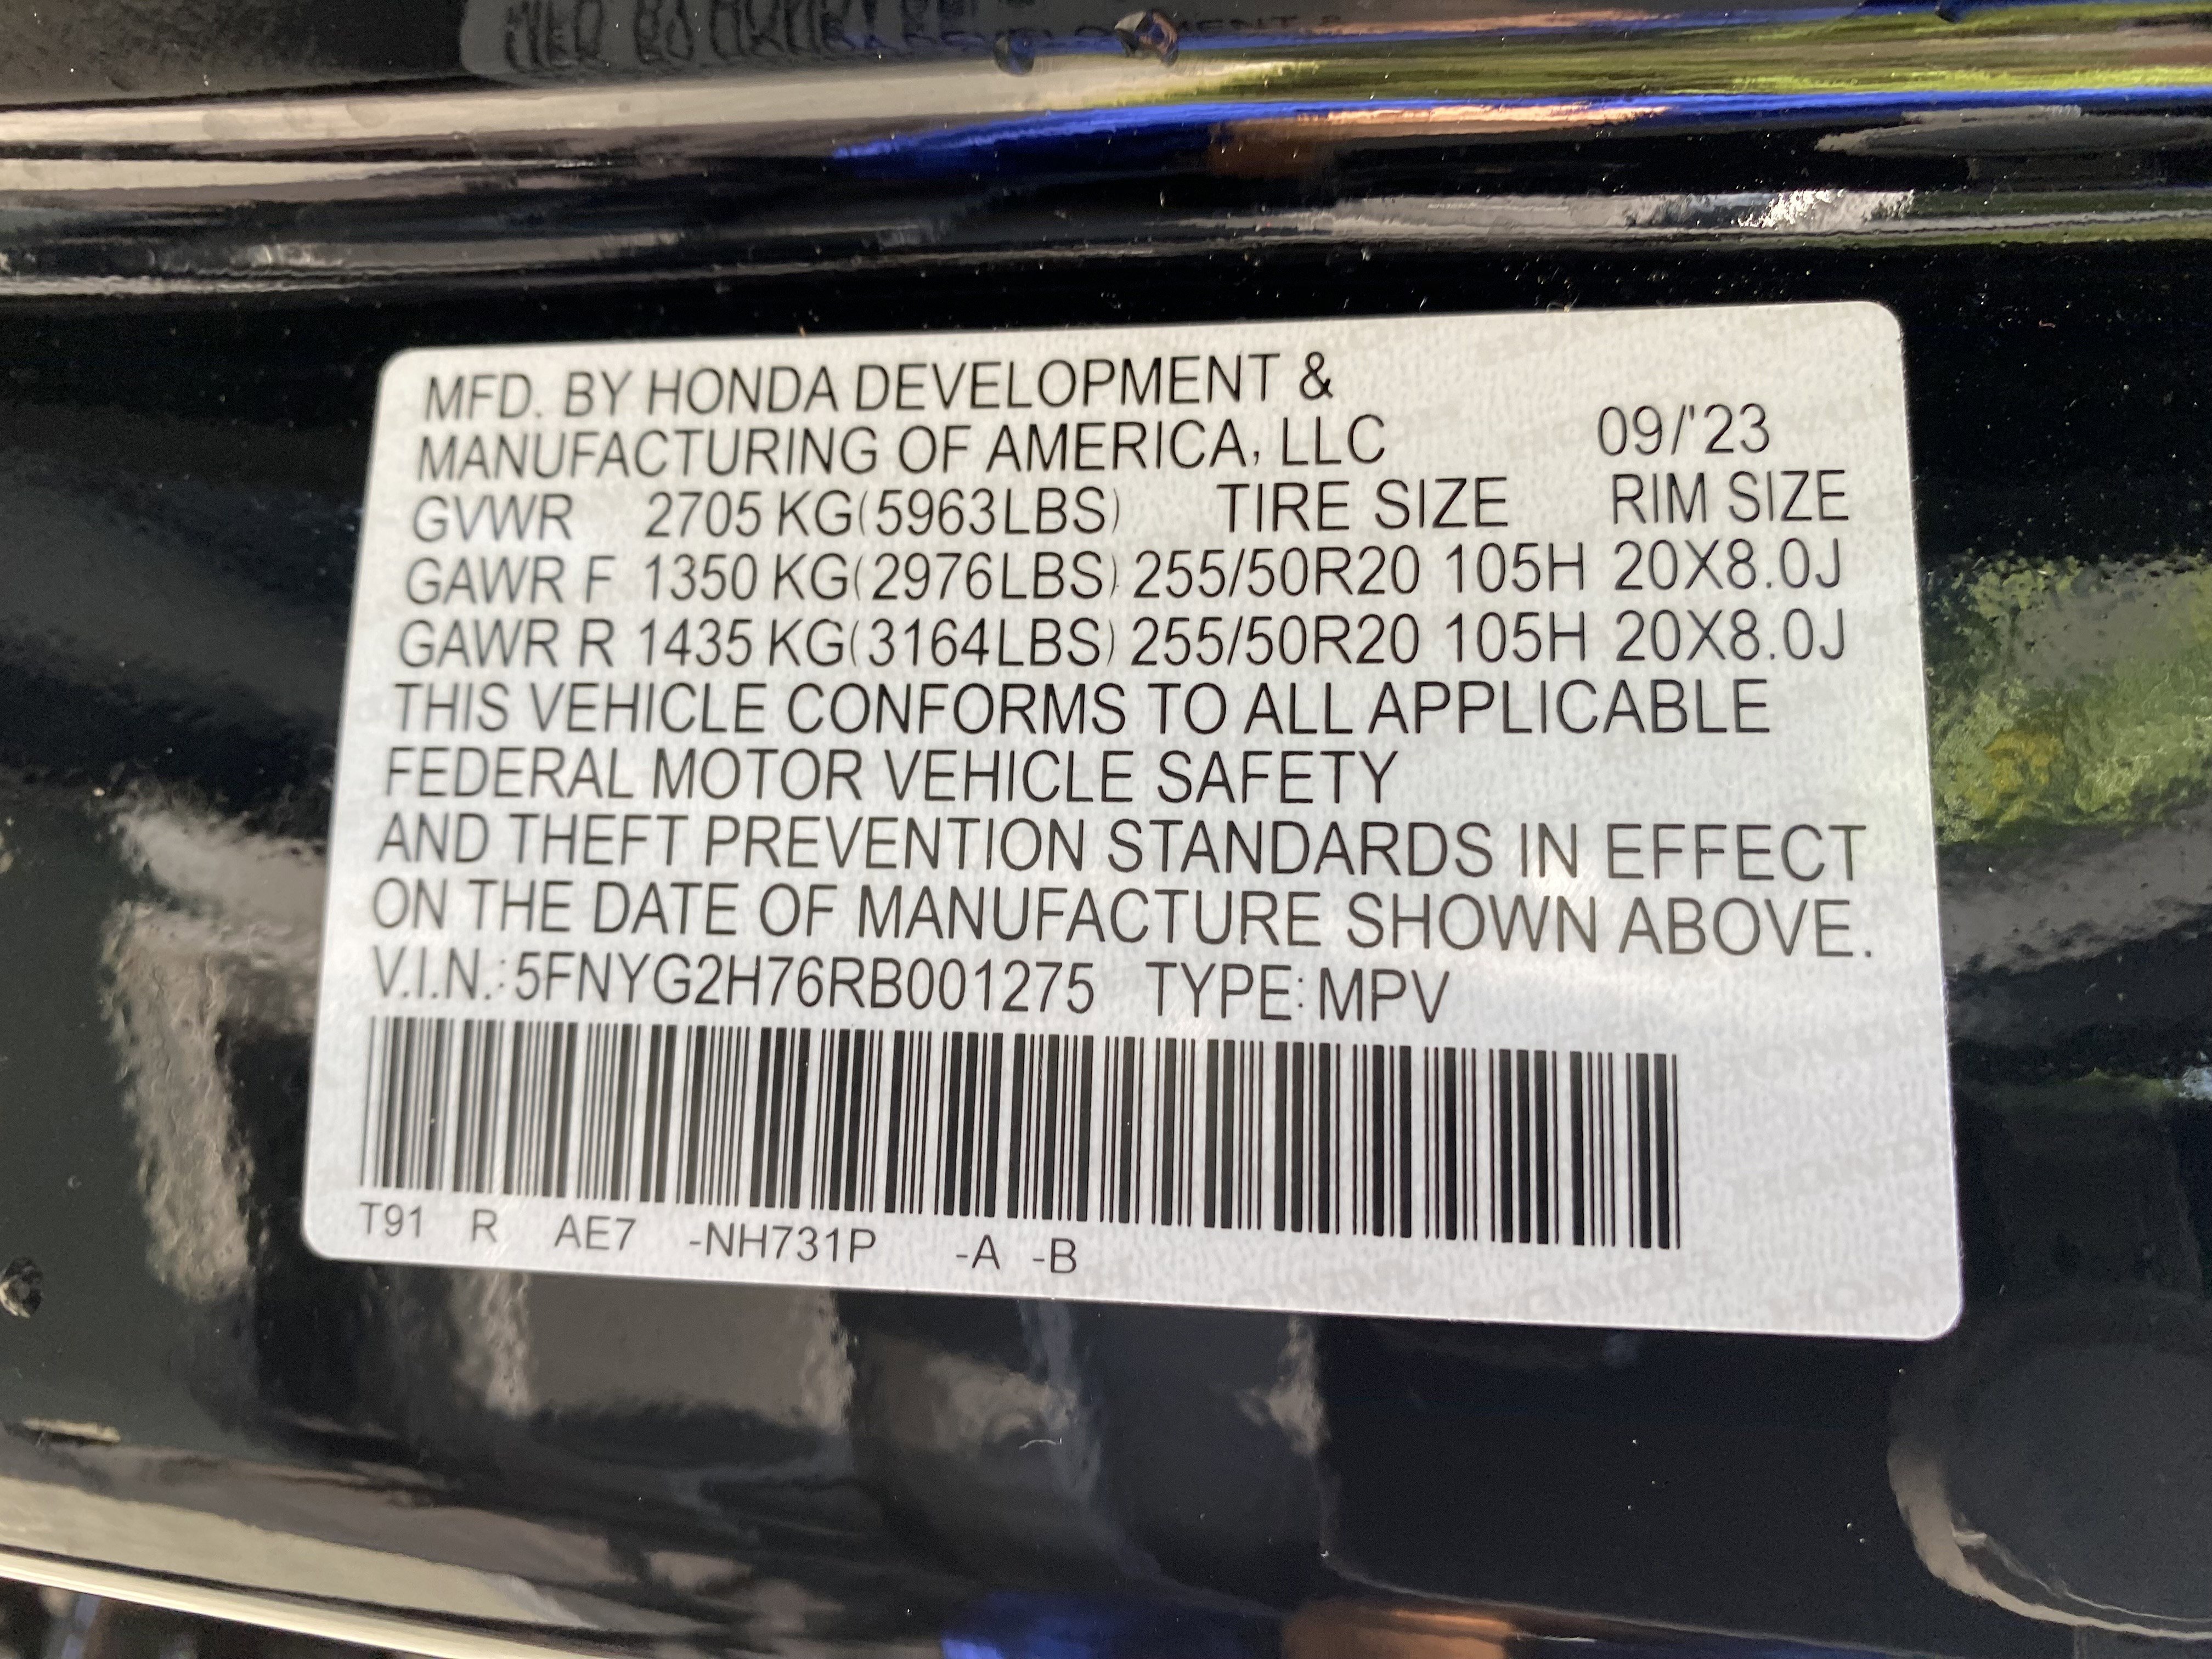 MFD. BY HONDA DEVELOPMENT &
MANUFACTURING OF AMERICA, LLC 09/'23
GVWR 2705 KG(5963LBS) TIRE SIZE RIM SIZE
GAWR F 1350 KG(2976LBS) 255/50R20 105H 20X8.0J
GAWR R 1435 KG(3164LBS) 255/50R20 105H 20X8.0J
THIS VEHICLE CONFORMS TO ALL APPLICABLE
FEDERAL MOTOR VEHICLE SAFETY
AND THEFT PREVENTION STANDARDS IN EFFECT
ON THE DATE OF MANUFACTURE SHOWN ABOVE.
V.I.N.:5FNYG2H76RB001275 TYPE:MPV
T91 R AE7 -NH731P -A -B